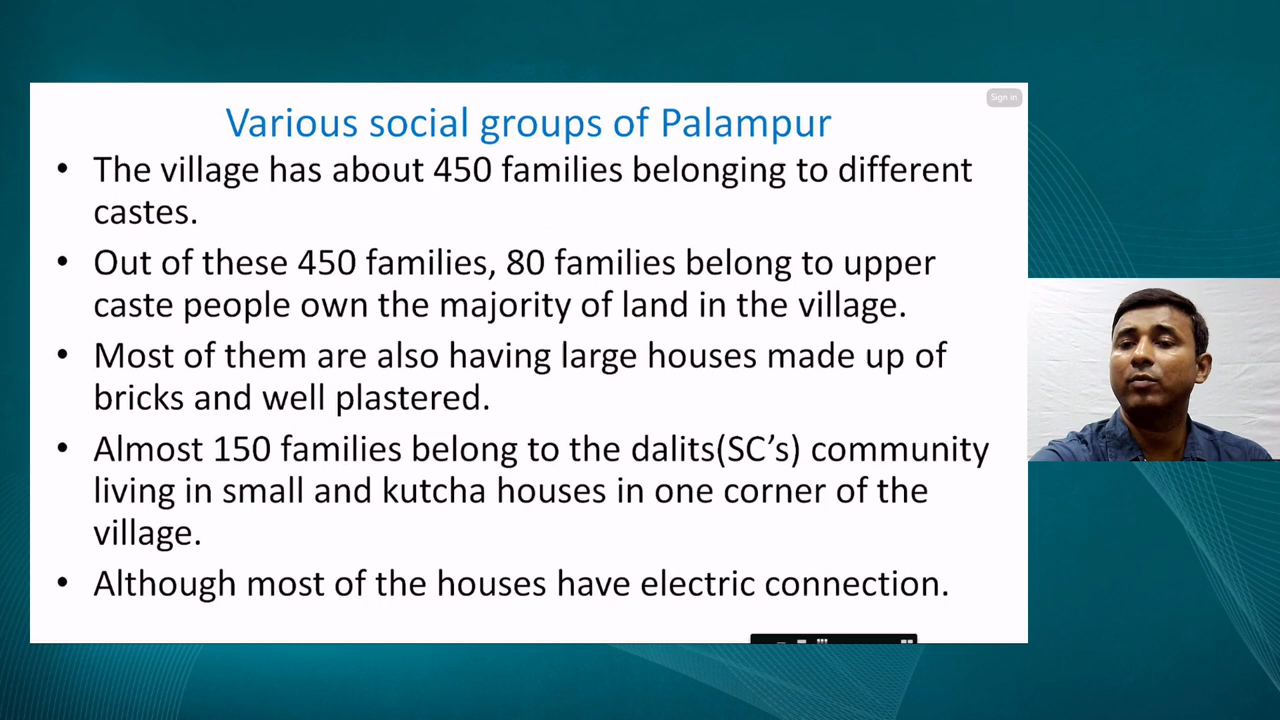 Sign in
Various social groups of Palampur
• The village has about 450 families belonging to different
castes.
• Out of these 450 families, 80 families belong to upper
caste people own the majority of land in the village.
• Most of them are also having large houses made up of
bricks and well plastered.
• Almost 150 families belong to the dalits(SC’s) community
living in small and kutcha houses in one corner of the
village.
• Although most of the houses have electric connection.